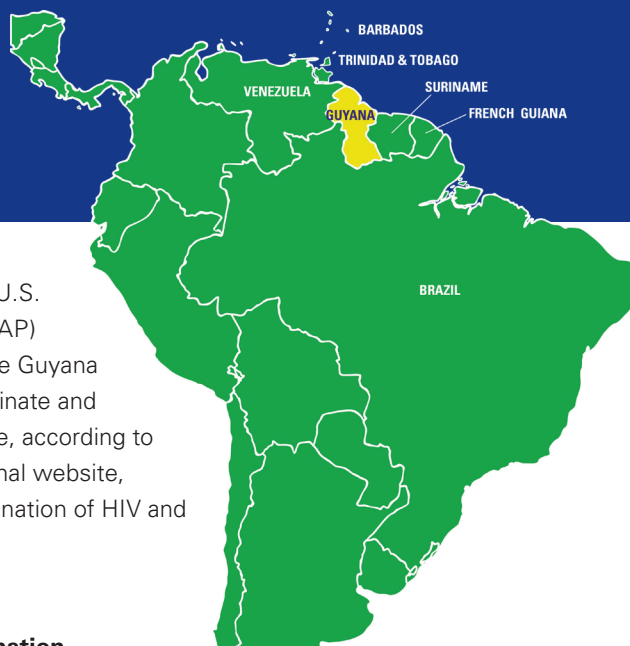 BARBADOS
TRINIDAD & TOBAGO
VENEZUELA
SURINAME
GUYANA
FRENCH GUIANA
BRAZIL
U.S.
AP)
e Guyana
inate and
e, according to
nal website,
nation of HIV and